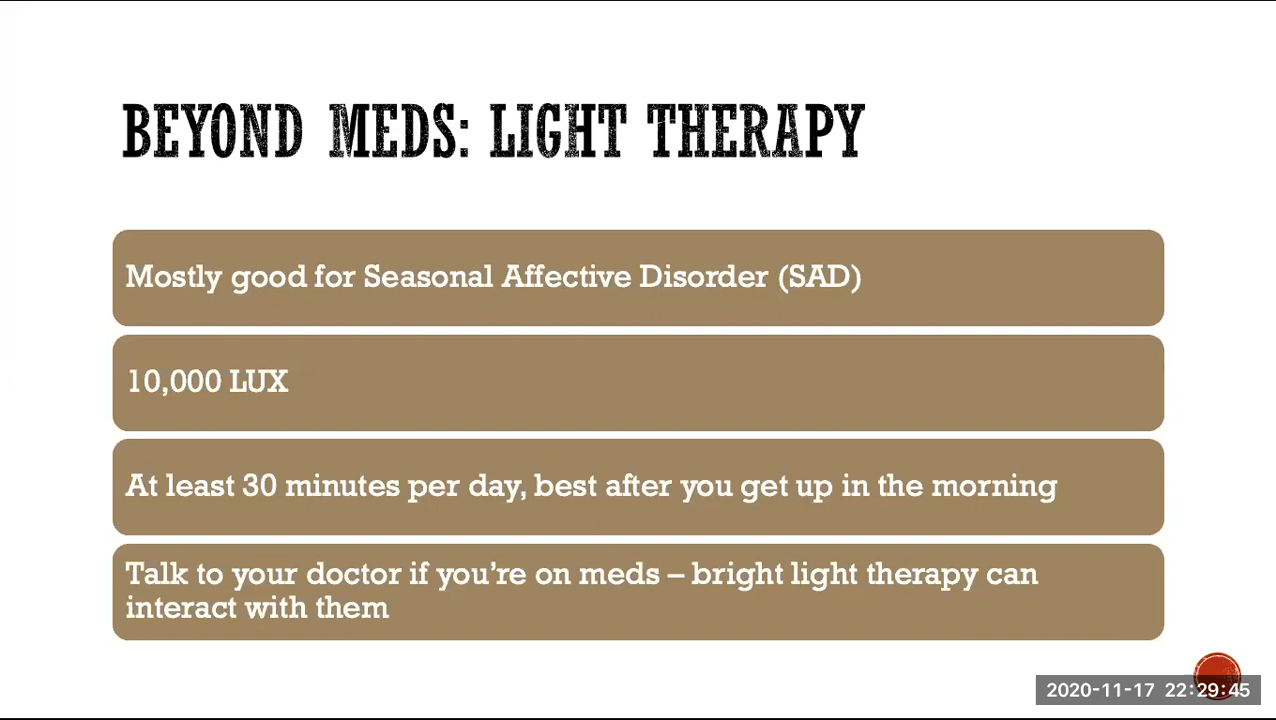 BEYOND MEDS: LIGHT THERAPY
Mostly good for Seasonal Affective Disorder (SAD)
10,000 LUX
At least 30 minutes per day, best after you get up in the morning
Talk to your doctor if you’re on meds – bright light therapy can
interact with them
2020-11-17 22:29:45